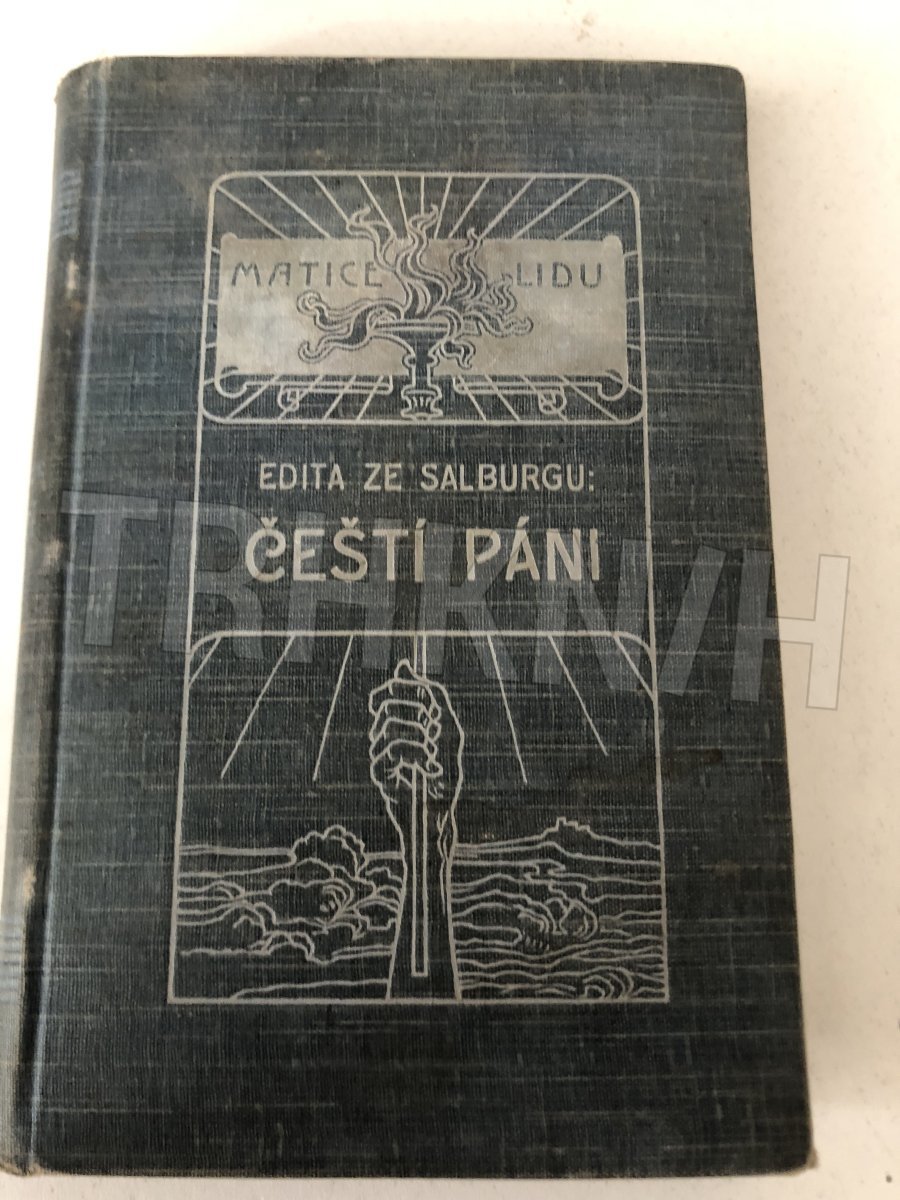 MATICE LIDU
EDITA ZE SALBURGU:
ČEŠTÍ PÁNI
TRHKNIH